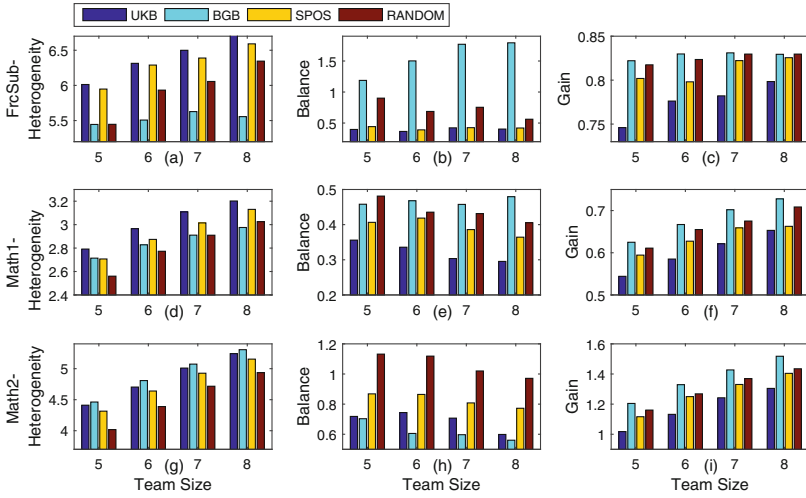 UKB BGB SPOS RANDOM
FrcSub-
Heterogeneity
6.5
6
5.5
5 6 7 8
(a)
Balance
1.5
1
0.5
5 6 7 8
(b)
Gain
0.85
0.8
0.75
5 6 7 8
(c)
Math1-
Heterogeneity
3.2
3
2.8
2.6
2.4
5 6 7 8
(d)
Balance
0.5
0.4
0.3
0.2
5 6 7 8
(e)
Gain
0.7
0.6
0.5
5 6 7 8
(f)
Math2-
Heterogeneity
5
4.5
4
5 6 7 8
(g)
Team Size
Balance
1.2
1
0.8
0.6
5 6 7 8
(h)
Team Size
Gain
1.6
1.4
1.2
1
5 6 7 8
(i)
Team Size